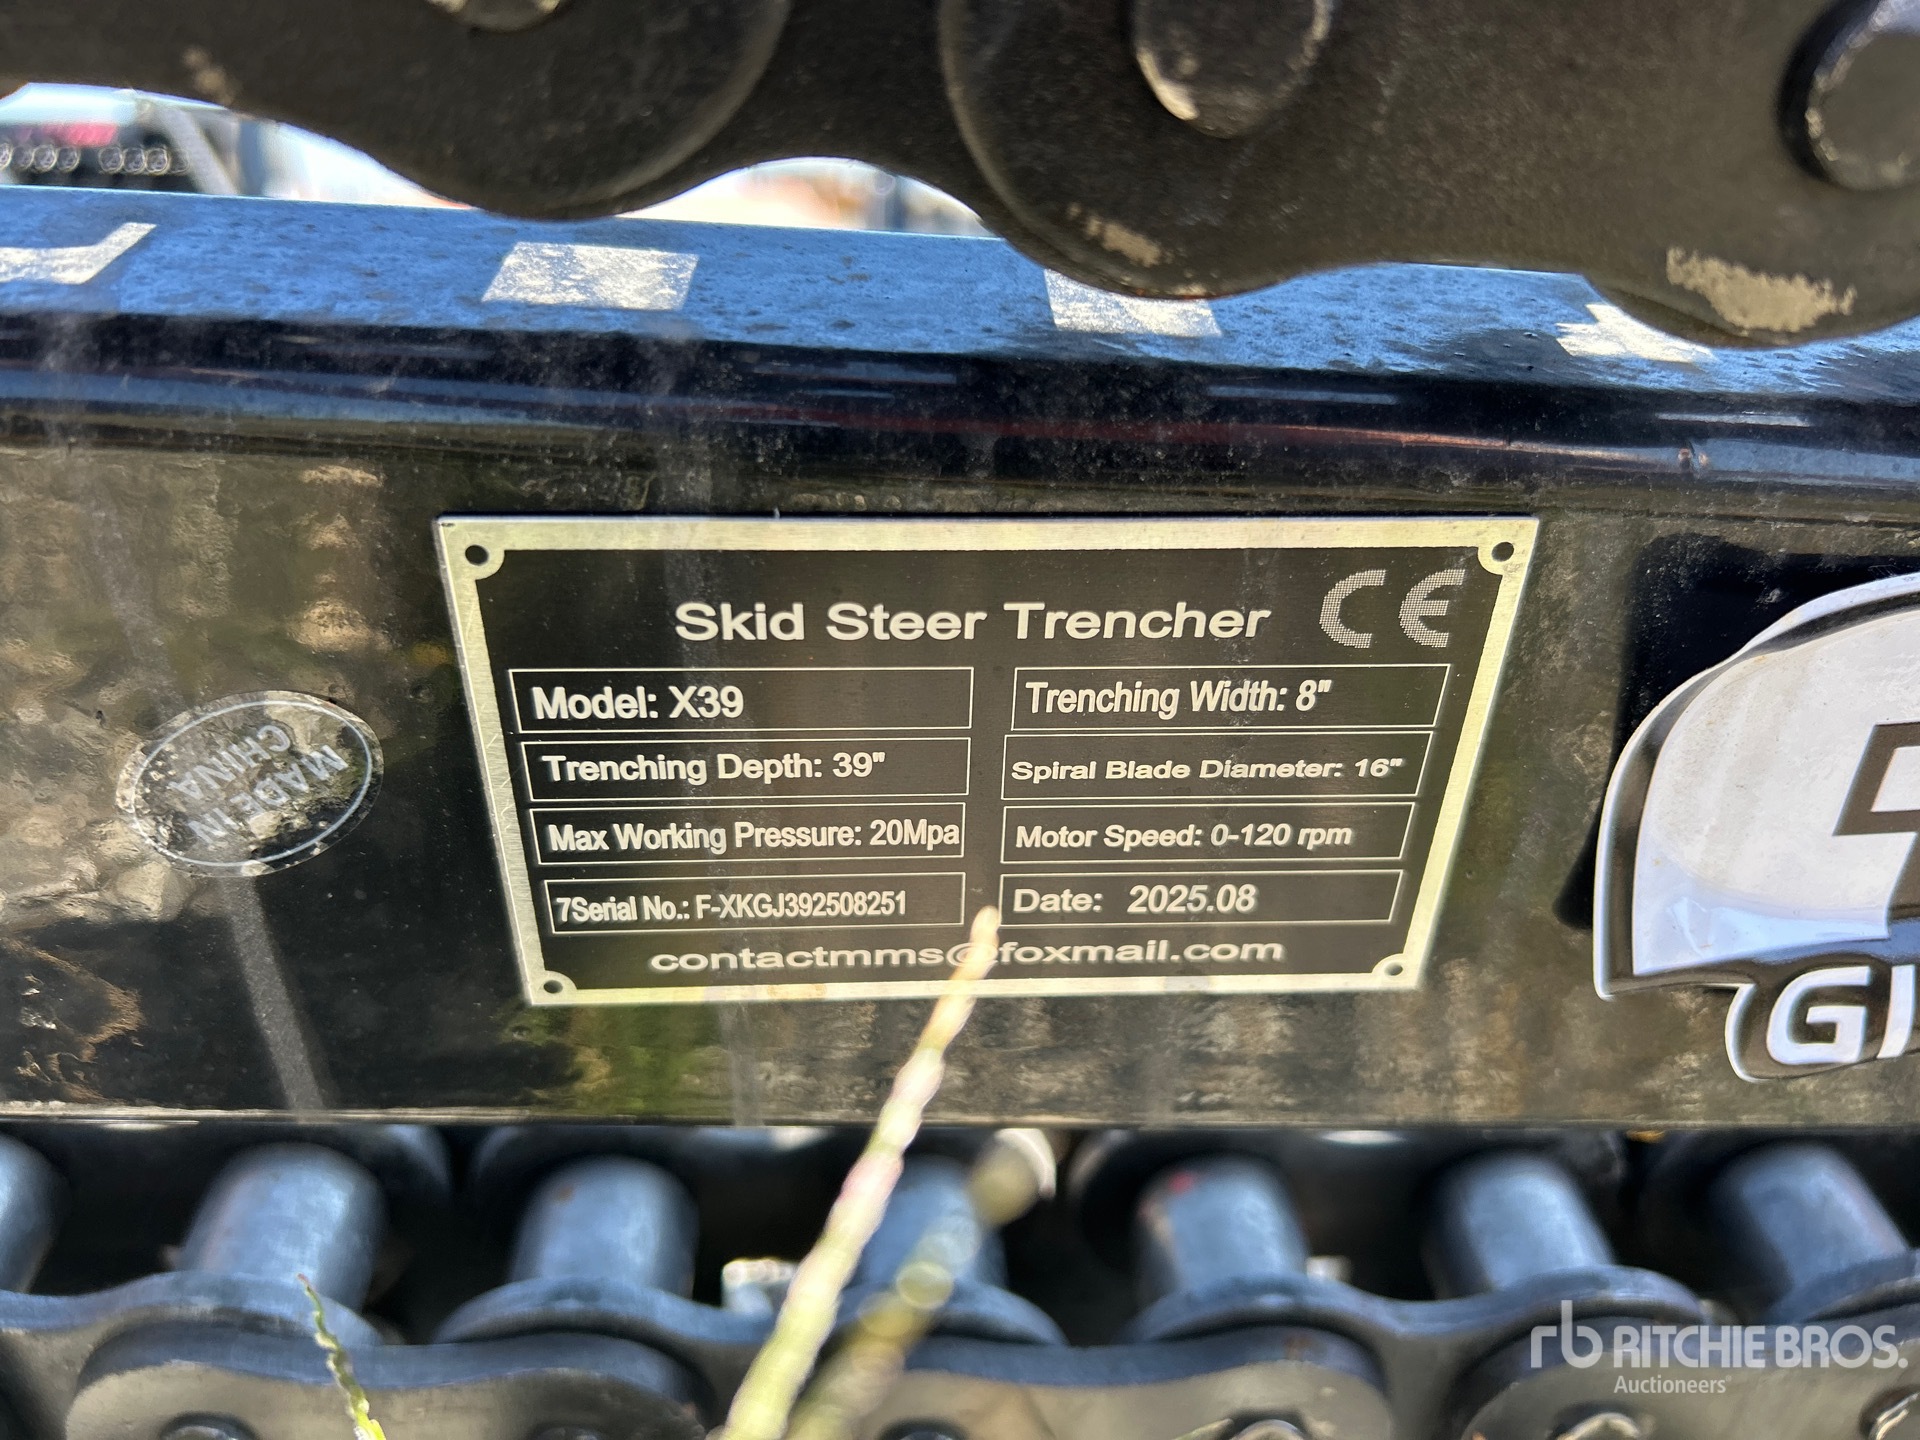 Skid Steer Trencher CE
Model: X39
Trenching Width: 8"
Trenching Depth: 39"
Spiral Blade Diameter: 16"
Max Working Pressure: 20Mpa
Motor Speed: 0-120 rpm
7Serial No.: F-XKGJ392508251
Date: 2025.08
contactmms@foxmail.com
MADE IN
CHINA
GI
rb RITCHIE BROS.
Auctioneers